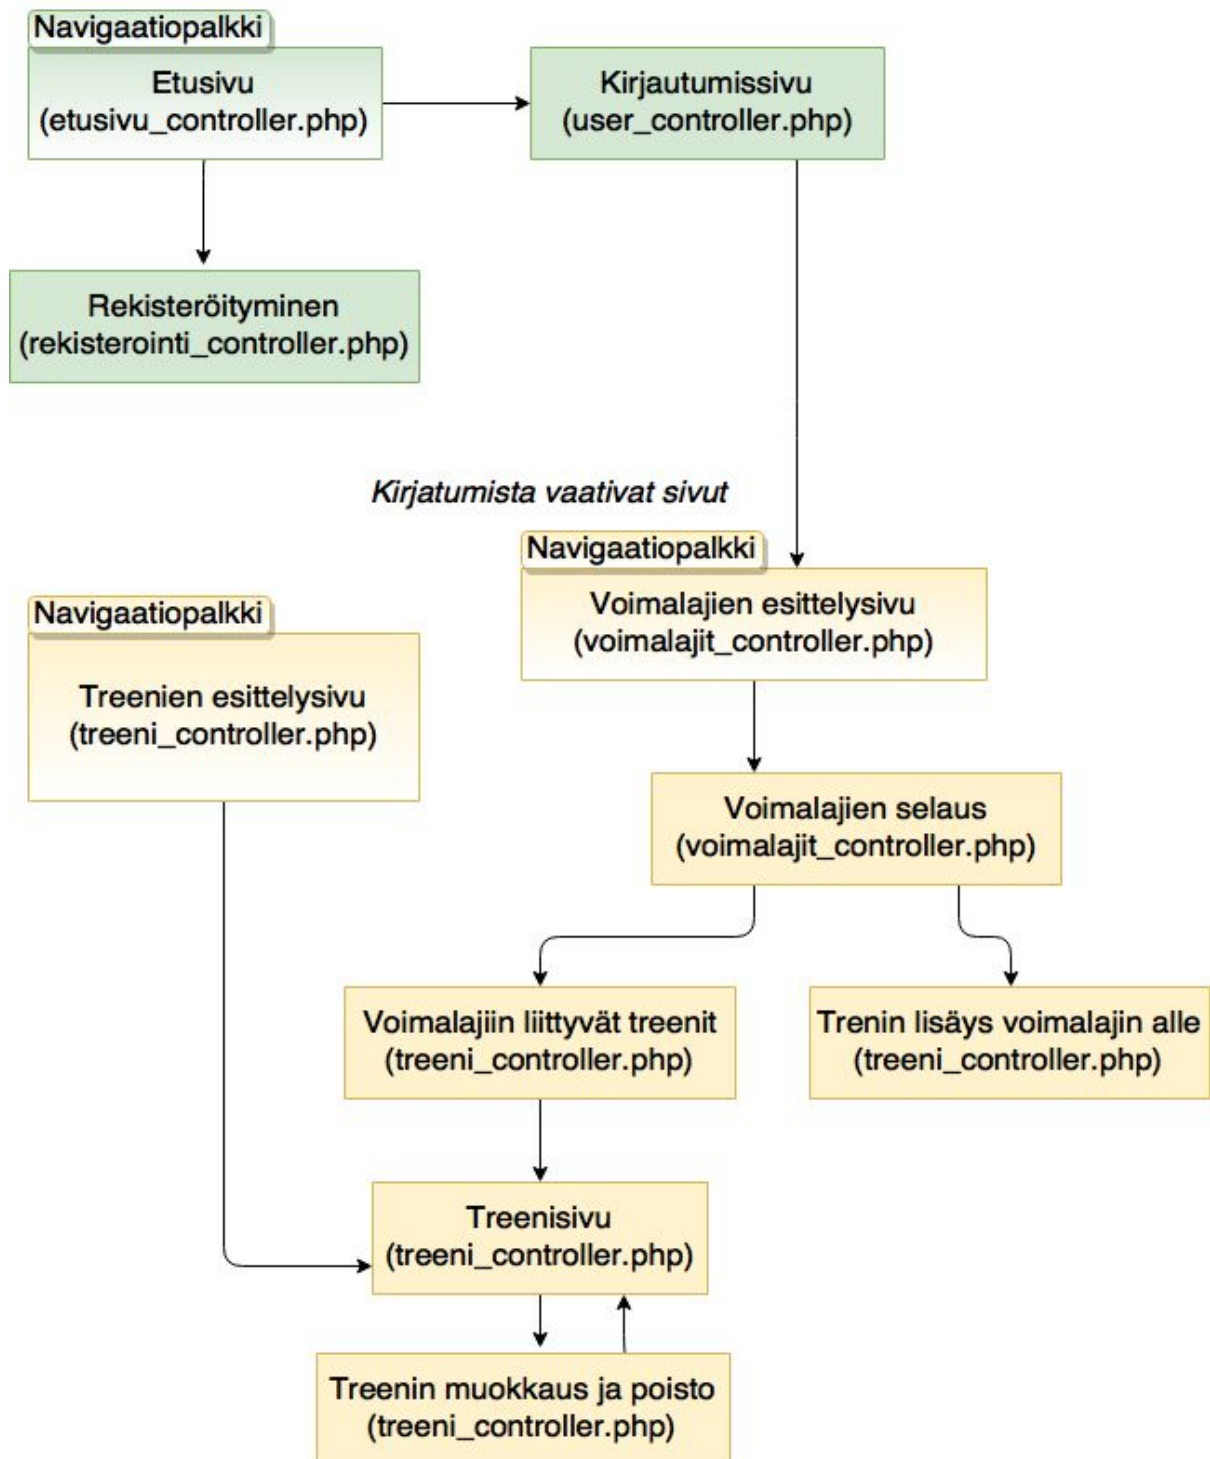 Navigaatiopalkki
Etusivu
(etusivu_controller.php)
Kirjautumissivu
(user_controller.php)
Rekisteröityminen
(rekisterointi_controller.php)
Kirjatumista vaativat sivut
Navigaatiopalkki
Voimalajien esittelysivu
(voimalajit_controller.php)
Navigaatiopalkki
Treenien esittelysivu
(treeni_controller.php)
Voimalajien selaus
(voimalajit_controller.php)
Voimalajiin liittyvät treenit
(treeni_controller.php)
Trenin lisäys voimalajin alle
(treeni_controller.php)
Treenisivu
(treeni_controller.php)
Treenin muokkaus ja poisto
(treeni_controller.php)